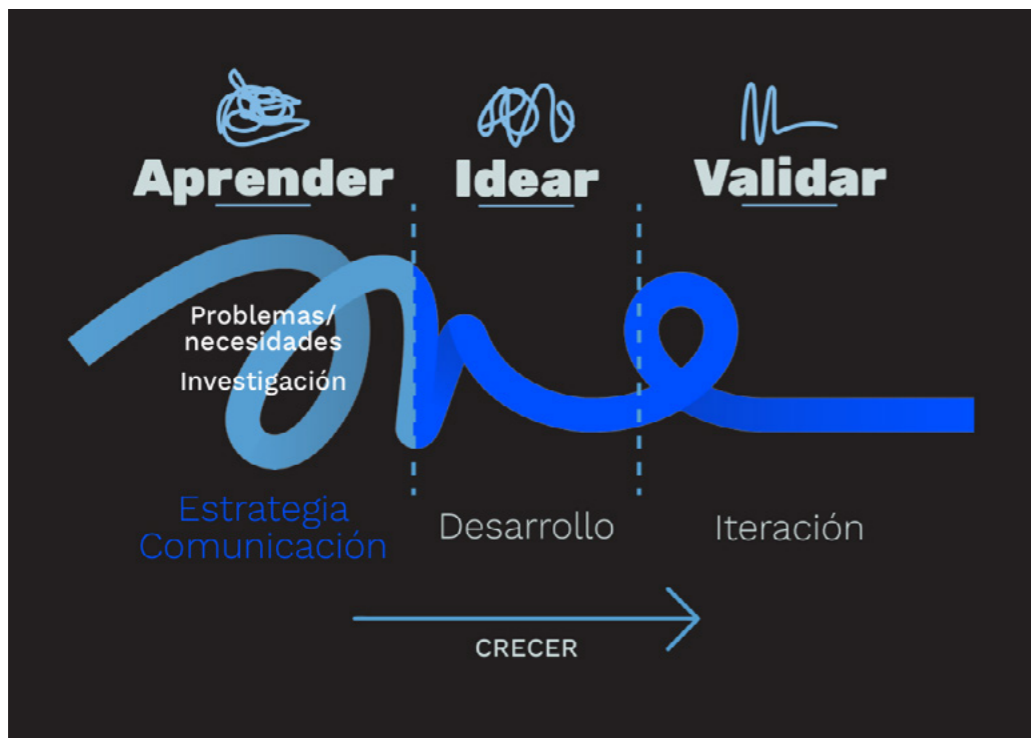 Aprender
Idear
Validar
Problemas/
necesidades
Investigación
Estrategia
Comunicación
Desarrollo
Iteración
CRECER